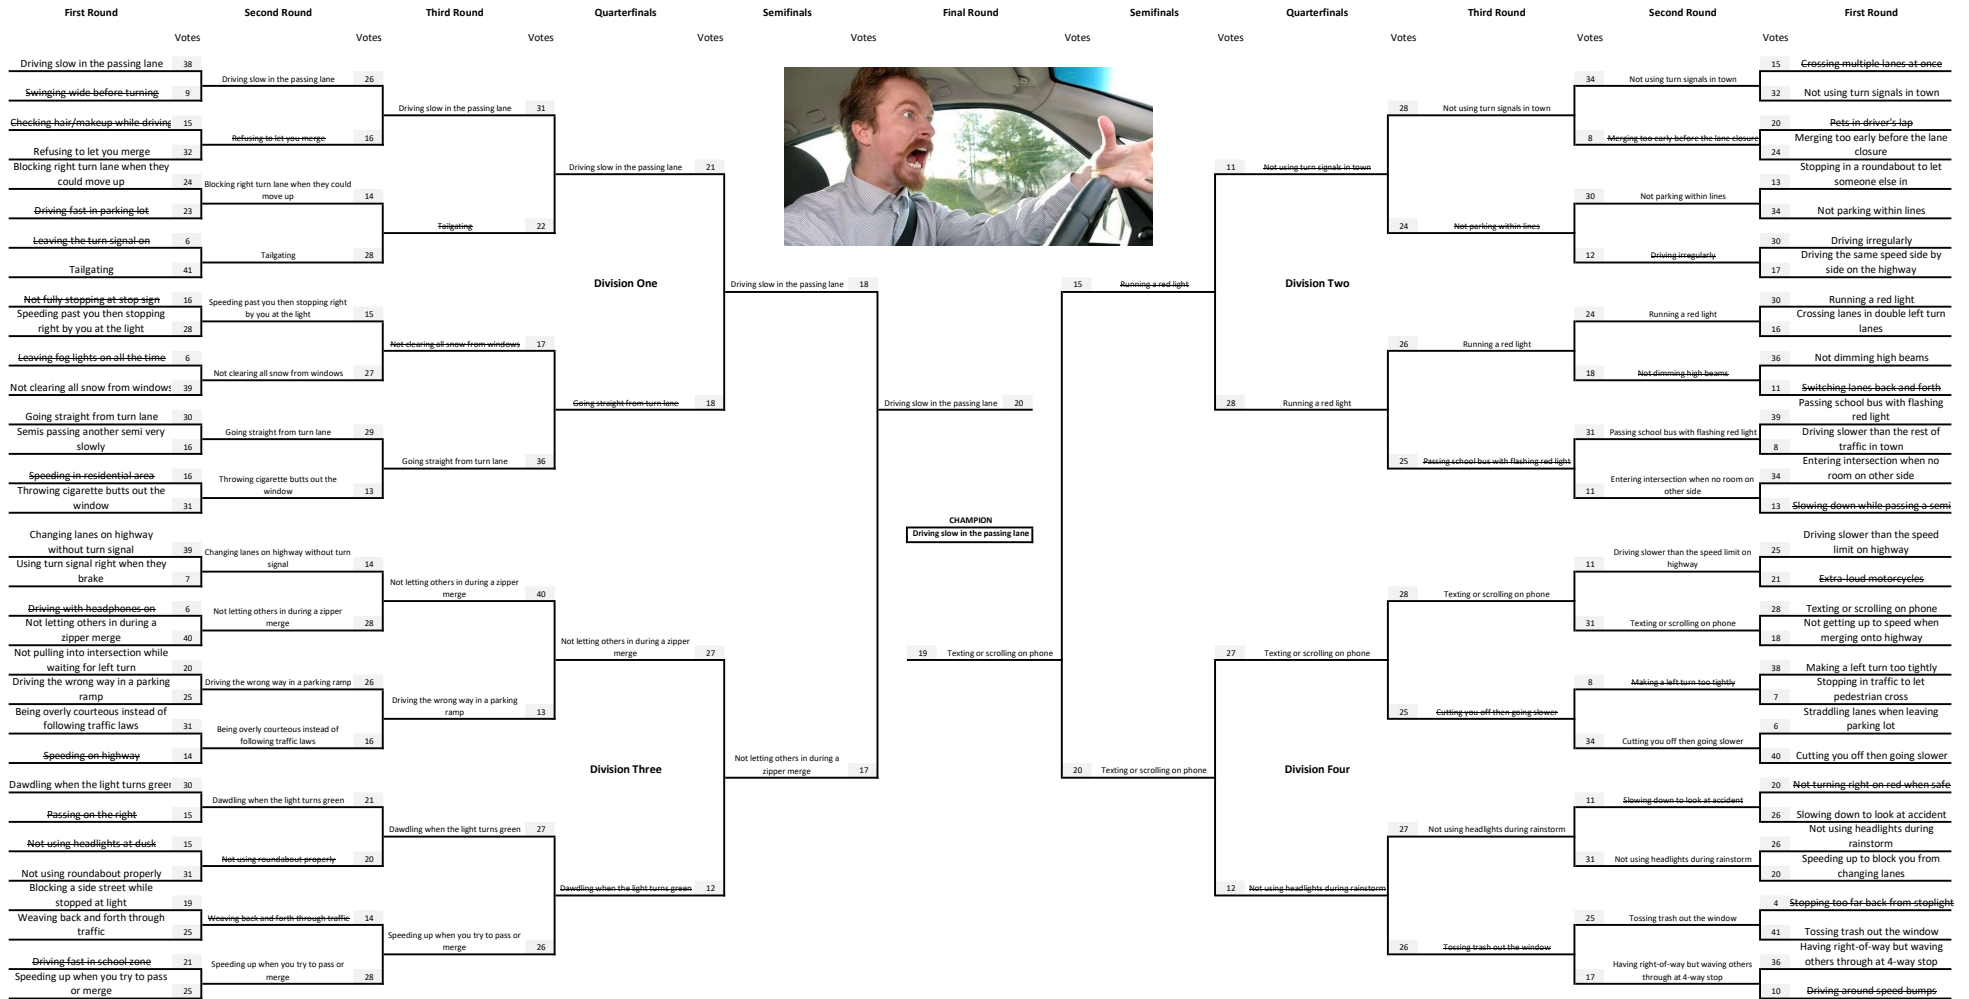 First Round
Second Round
Third Round
Quarterfinals
Semifinals
Final Round
Semifinals
Quarterfinals
Third Round
Second Round
First Round
Votes
Votes
Votes
Votes
Votes
Votes
Votes
Votes
Votes
Votes
Driving slow in the passing lane 38
Swinging wide before turning 9
Checking hair/makeup while driving 15
Refusing to let you merge 32
Blocking right turn lane when they
could move up 24
Driving fast in parking lot 23
Leaving the turn signal on 6
Tailgating 41
Not fully stopping at stop sign 16
Speeding past you then stopping
right by you at the light 28
Leaving fog lights on all the time 6
Not clearing all snow from windows 39
Going straight from turn lane 30
Semis passing another semi very
slowly 16
Speeding in residential area 16
Throwing cigarette butts out the
window 31
Changing lanes on highway
without turn signal 39
Using turn signal right when they
brake 7
Driving with headphones on 6
Not letting others in during a
zipper merge 40
Not pulling into intersection while
waiting for left turn 20
Driving the wrong way in a parking
ramp 25
Being overly courteous instead of
following traffic laws 31
Speeding on highway 14
Dawdling when the light turns green 30
Passing on the right 15
Not using headlights at dusk 15
Not using roundabout properly 31
Blocking a side street while
stopped at light 19
Weaving back and forth through
traffic 25
Driving fast in school zone 21
Speeding up when you try to pass
or merge 25
Driving slow in the passing lane 26
Refusing to let you merge 16
Blocking right turn lane when they could
move up 14
Tailgating 28
Speeding past you then stopping right
by you at the light 15
Not clearing all snow from windows 27
Going straight from turn lane 29
Throwing cigarette butts out the
window 13
Changing lanes on highway without turn
signal 14
Not letting others in during a zipper
merge 28
Driving the wrong way in a parking ramp 26
Being overly courteous instead of
following traffic laws 16
Dawdling when the light turns green 21
Not using roundabout properly 20
Weaving back and forth through traffic 14
Speeding up when you try to pass or
merge 28
Driving slow in the passing lane 31
Tailgating 22
Not clearing all snow from windows 17
Going straight from turn lane 36
Not letting others in during a zipper
merge 40
Driving the wrong way in a parking
ramp 13
Dawdling when the light turns green 27
Speeding up when you try to pass or
merge 26
Driving slow in the passing lane 21
Division One
Going straight from turn lane 18
Not letting others in during a zipper
merge 27
Division Three
Dawdling when the light turns green 12
Driving slow in the passing lane 18
Not letting others in during a
zipper merge 17
Driving slow in the passing lane 20
CHAMPION
Driving slow in the passing lane
19 Texting or scrolling on phone
15 Running a red light
20 Texting or scrolling on phone
11 Not using turn signals in town
Division Two
28 Running a red light
27 Texting or scrolling on phone
Division Four
12 Not using headlights during rainstorm
28 Not using turn signals in town
24 Not parking within lines
26 Running a red light
25 Passing school bus with flashing red light
28 Texting or scrolling on phone
25 Cutting you off then going slower
27 Not using headlights during rainstorm
26 Tossing trash out the window
34 Not using turn signals in town
8 Merging too early before the lane closure
30 Not parking within lines
12 Driving irregularly
24 Running a red light
18 Not dimming high beams
31 Passing school bus with flashing red light
Entering intersection when no room on
11 other side
Driving slower than the speed limit on
11 highway
31 Texting or scrolling on phone
8 Making a left turn too tightly
34 Cutting you off then going slower
11 Slowing down to look at accident
31 Not using headlights during rainstorm
25 Tossing trash out the window
Having right-of-way but waving others
17 through at 4-way stop
15 Crossing multiple lanes at once
32 Not using turn signals in town
20 Pets in driver's lap
Merging too early before the lane
24 closure
Stopping in a roundabout to let
13 someone else in
34 Not parking within lines
30 Driving irregularly
Driving the same speed side by
17 side on the highway
30 Running a red light
Crossing lanes in double left turn
16 lanes
36 Not dimming high beams
11 Switching lanes back and forth
Passing school bus with flashing
39 red light
Driving slower than the rest of
8 traffic in town
Entering intersection when no
34 room on other side
13 Slowing down while passing a semi
Driving slower than the speed
25 limit on highway
21 Extra-loud motorcycles
28 Texting or scrolling on phone
Not getting up to speed when
18 merging onto highway
38 Making a left turn too tightly
Stopping in traffic to let
7 pedestrian cross
Straddling lanes when leaving
6 parking lot
40 Cutting you off then going slower
20 Not turning right on red when safe
26 Slowing down to look at accident
Not using headlights during
26 rainstorm
Speeding up to block you from
20 changing lanes
4 Stopping too far back from stoplight
41 Tossing trash out the window
Having right-of-way but waving
36 others through at 4-way stop
10 Driving around speed bumps